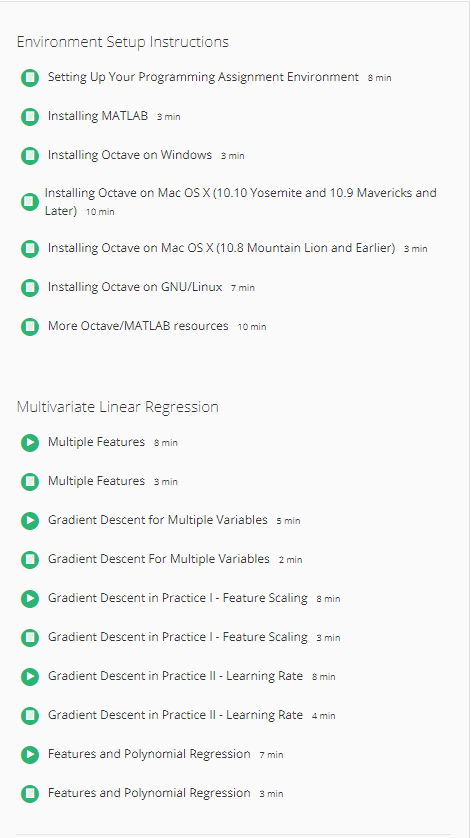 Environment Setup Instructions
Setting Up Your Programming Assignment Environment 8 min
Installing MATLAB 3 min
Installing Octave on Windows 3 min
Installing Octave on Mac OS X (10.10 Yosemite and 10.9 Mavericks and
Later) 10 min
Installing Octave on Mac OS X (10.8 Mountain Lion and Earlier) 3 min
Installing Octave on GNU/Linux 7 min
More Octave/MATLAB resources 10 min
Multivariate Linear Regression
Multiple Features 8 min
Multiple Features 3 min
Gradient Descent for Multiple Variables 5 min
Gradient Descent For Multiple Variables 2 min
Gradient Descent in Practice I - Feature Scaling 8 min
Gradient Descent in Practice I - Feature Scaling 3 min
Gradient Descent in Practice II - Learning Rate 8 min
Gradient Descent in Practice II - Learning Rate 4 min
Features and Polynomial Regression 7 min
Features and Polynomial Regression 3 min